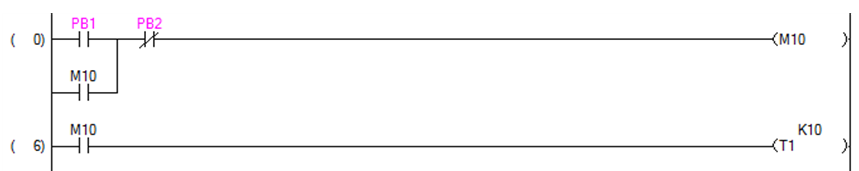 PB1 PB2
( 0) (M10 )
M10
M10 K10
( 6) (T1 )